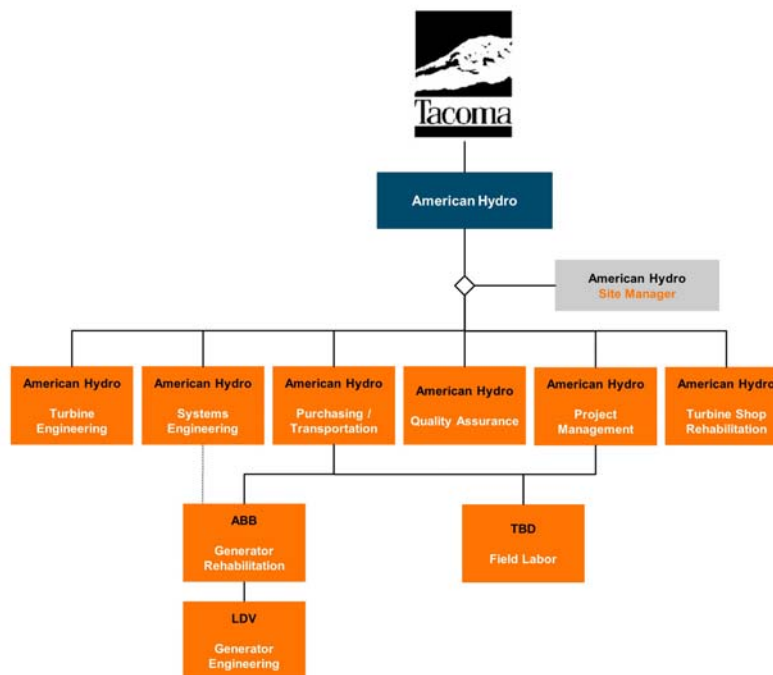 Tacoma
American Hydro
American Hydro
Site Manager
American Hydro
Turbine
Engineering
American Hydro
Systems
Engineering
American Hydro
Purchasing /
Transportation
American Hydro
Quality Assurance
American Hydro
Project
Management
American Hydro
Turbine Shop
Rehabilitation
ABB
Generator
Rehabilitation
TBD
Field Labor
LDV
Generator
Engineering